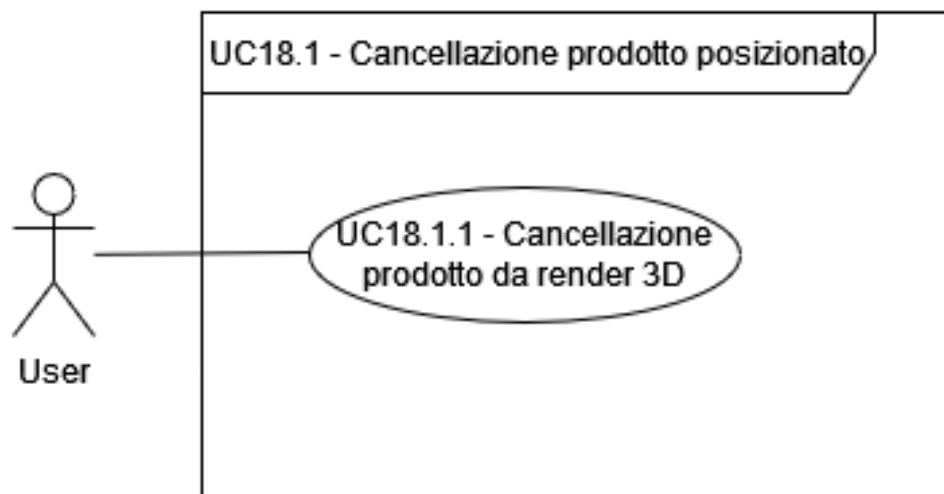 UC18.1 - Cancellazione prodotto posizionato
UC18.1.1 - Cancellazione
prodotto da render 3D
User